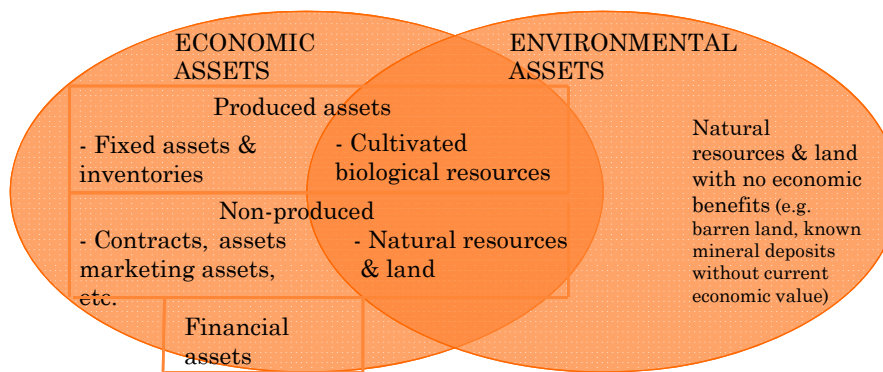 ECONOMIC
ASSETS
ENVIRONMENTAL
ASSETS
Produced assets
- Fixed assets &
inventories
- Cultivated
biological resources
Non-produced
assets
- Contracts,
marketing assets,
etc.
- Natural resources
& land
Financial
assets
Natural
resources & land
with no economic
benefits (e.g.
barren land, known
mineral deposits
without current
economic value)